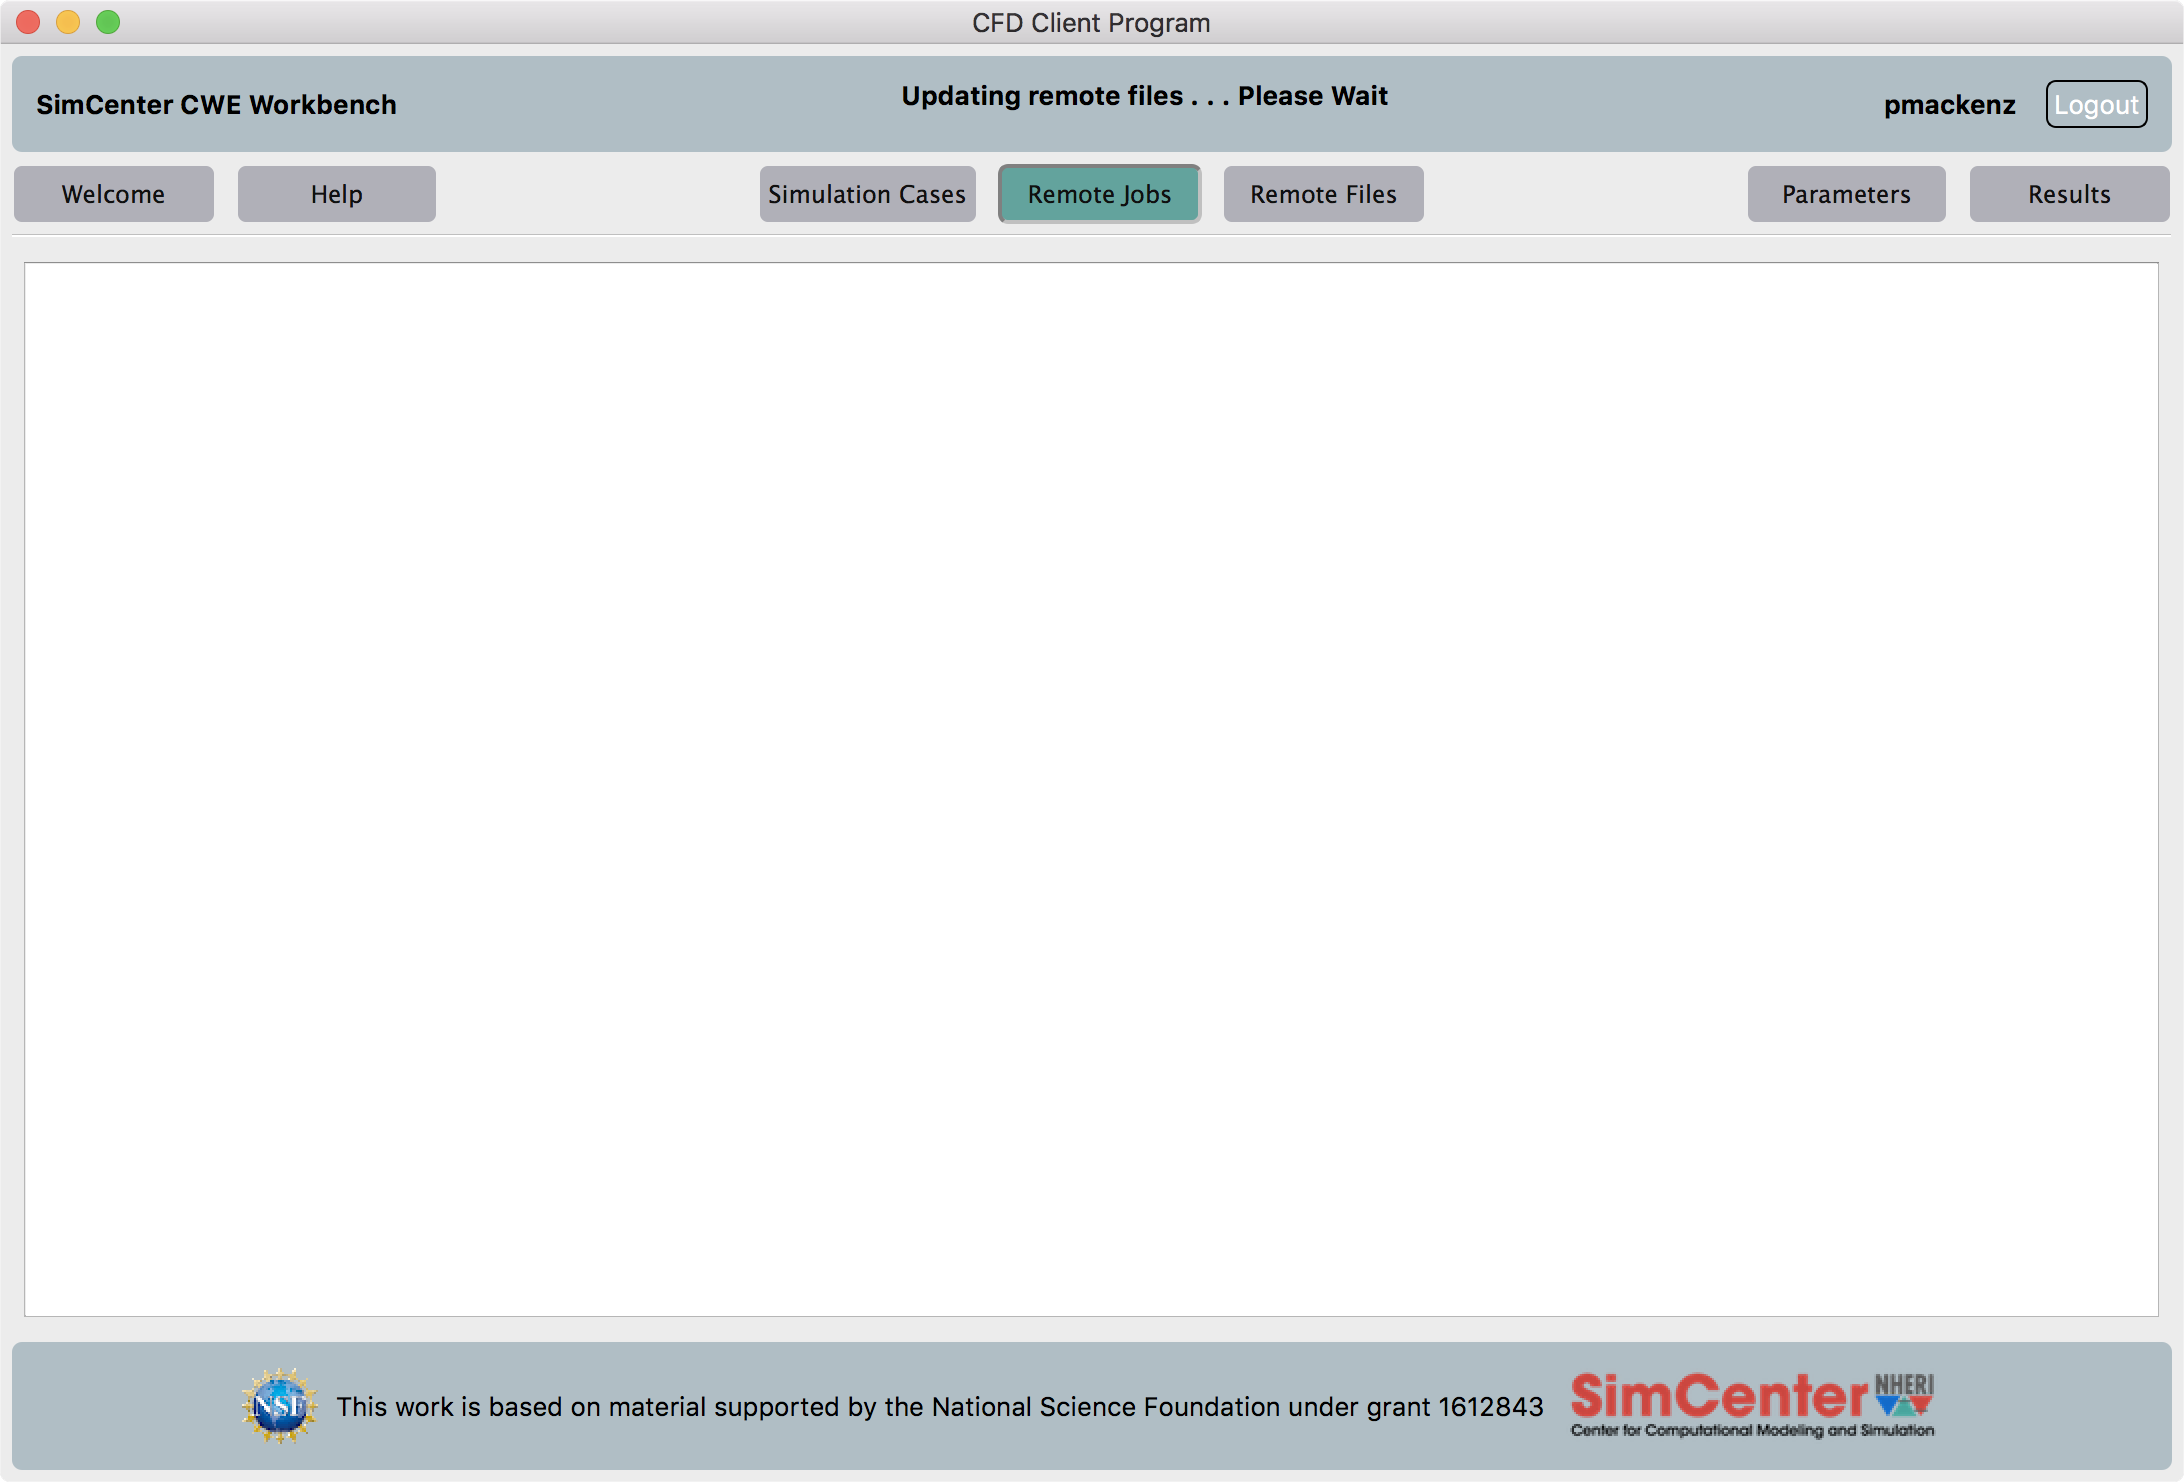 CFD Client Program
SimCenter CWE Workbench
Updating remote files . . . Please Wait
pmackenz
Logout
Welcome
Help
Simulation Cases
Remote Jobs
Remote Files
Parameters
Results
NSF
This work is based on material supported by the National Science Foundation under grant 1612843
SimCenter NHERI
Center for Computational Modeling and Simulation